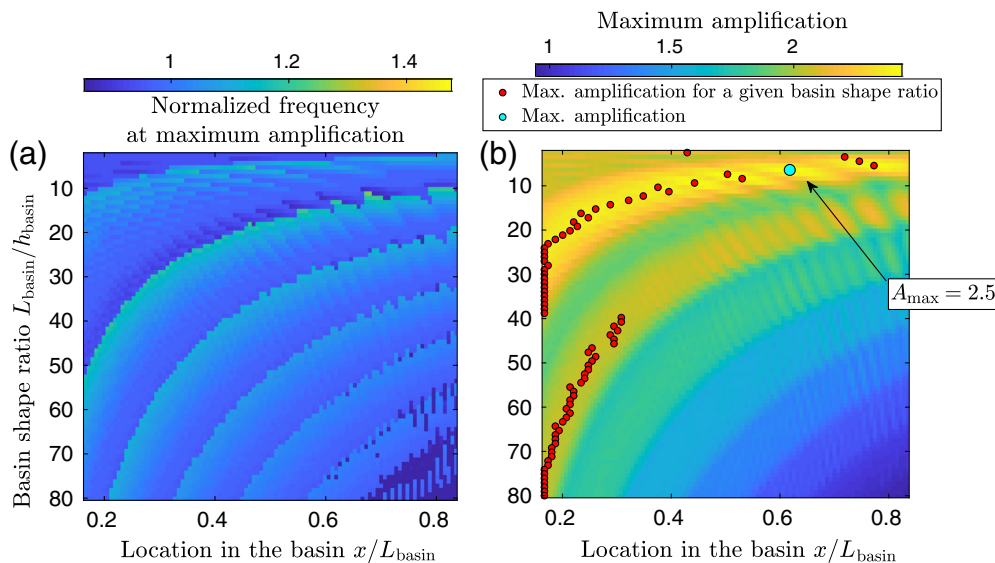 1 1.2 1.4
Normalized frequency
at maximum amplification
(a)
Basin shape ratio L_basin/h_basin
10
20
30
40
50
60
70
80
0.2 0.4 0.6 0.8
Location in the basin x/L_basin
Maximum amplification
1 1.5 2
Max. amplification for a given basin shape ratio
Max. amplification
(b)
10
20
30
40
50
60
70
80
A_max = 2.5
0.2 0.4 0.6 0.8
Location in the basin x/L_basin